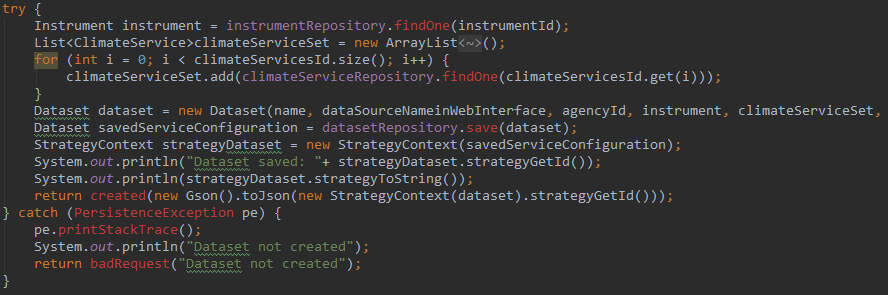 try {
Instrument instrument = instrumentRepository.findOne(instrumentId);
List<ClimateService>climateServiceSet = new ArrayList<~>();
for (int i = 0; i < climateServicesId.size(); i++) {
climateServiceSet.add(climateServiceRepository.findOne(climateServicesId.get(i)));
}
Dataset dataset = new Dataset(name, dataSourceNameinWebInterface, agencyId, instrument, climateServiceSet,
Dataset savedServiceConfiguration = datasetRepository.save(dataset);
StrategyContext strategyDataset = new StrategyContext(savedServiceConfiguration);
System.out.println("Dataset saved: "+ strategyDataset.strategyGetId());
System.out.println(strategyDataset.strategyToString());
return created(new Gson().toJson(new StrategyContext(dataset).strategyGetId()));
} catch (PersistenceException pe) {
pe.printStackTrace();
System.out.println("Dataset not created");
return badRequest("Dataset not created");
}